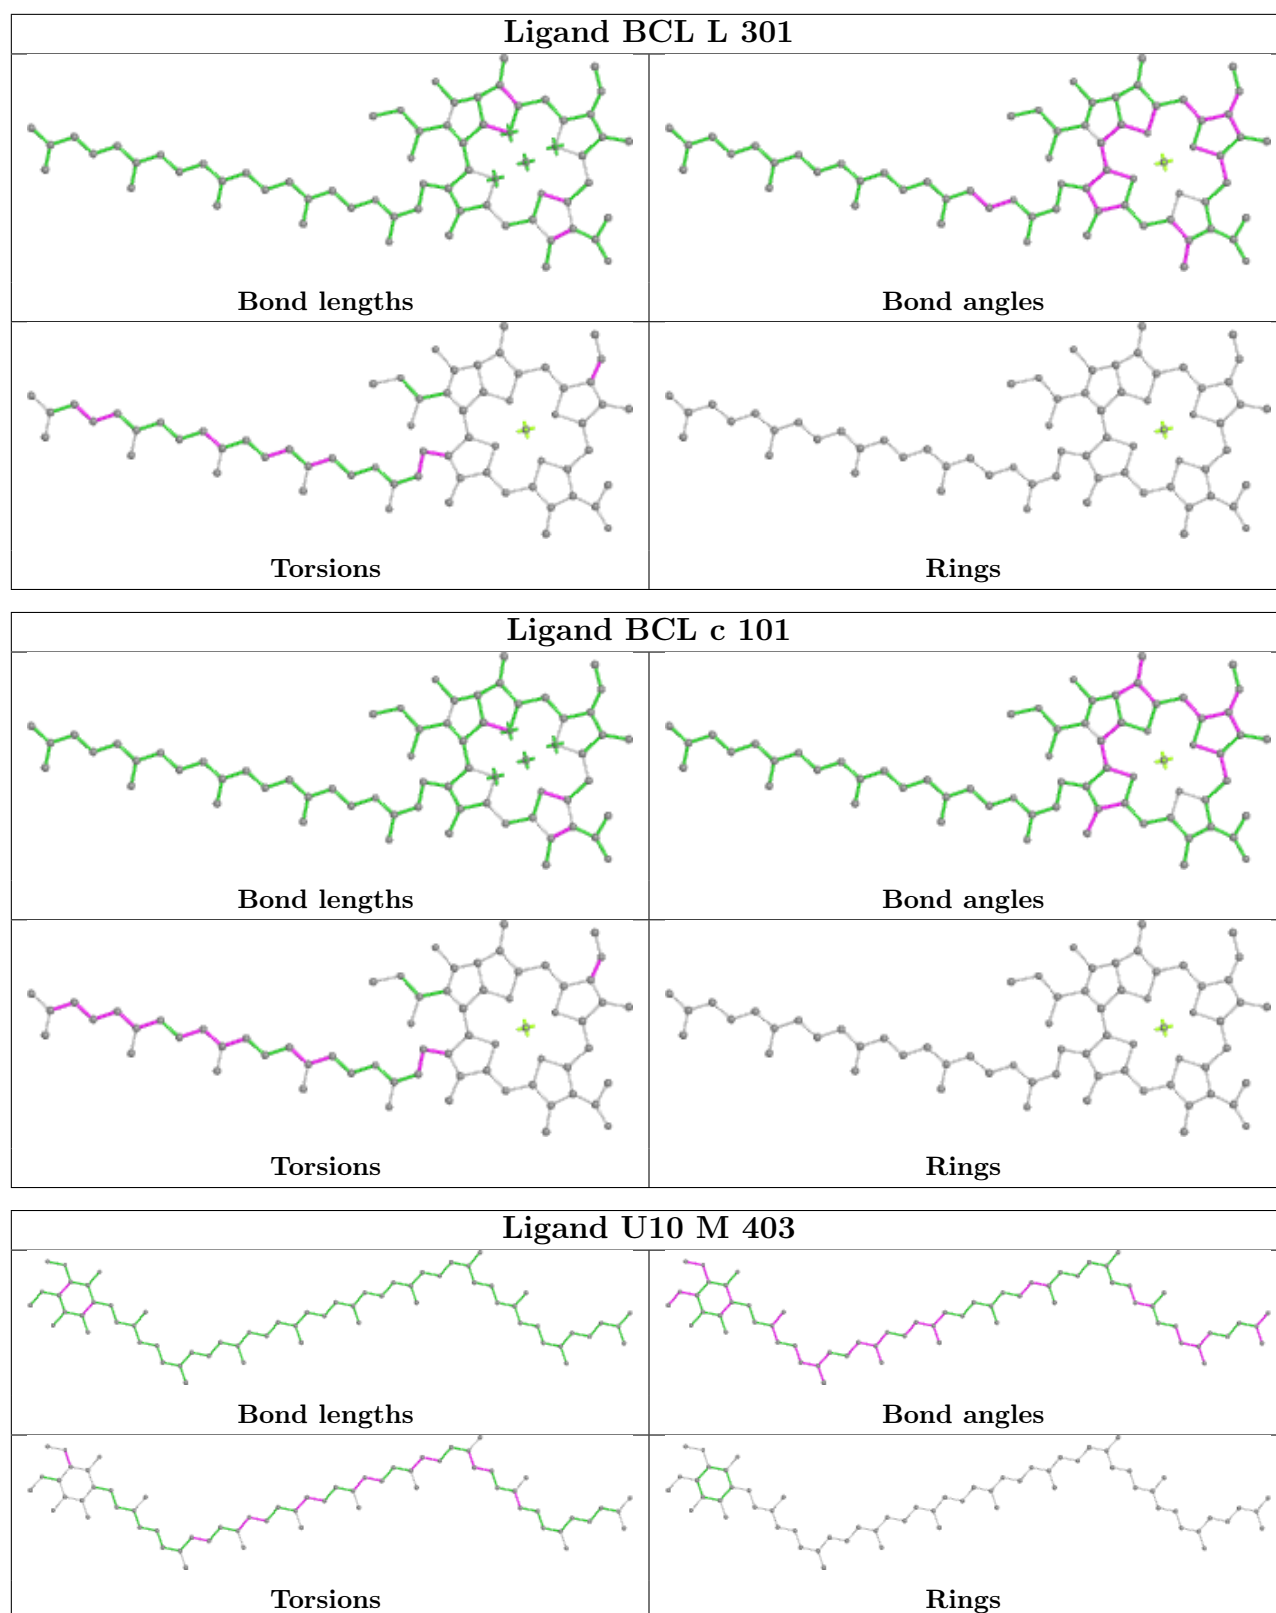 Ligand BCL L 301
Bond lengths
Bond angles
Torsions
Rings
Ligand BCL c 101
Bond lengths
Bond angles
Torsions
Rings
Ligand U10 M 403
Bond lengths
Bond angles
Torsions
Rings